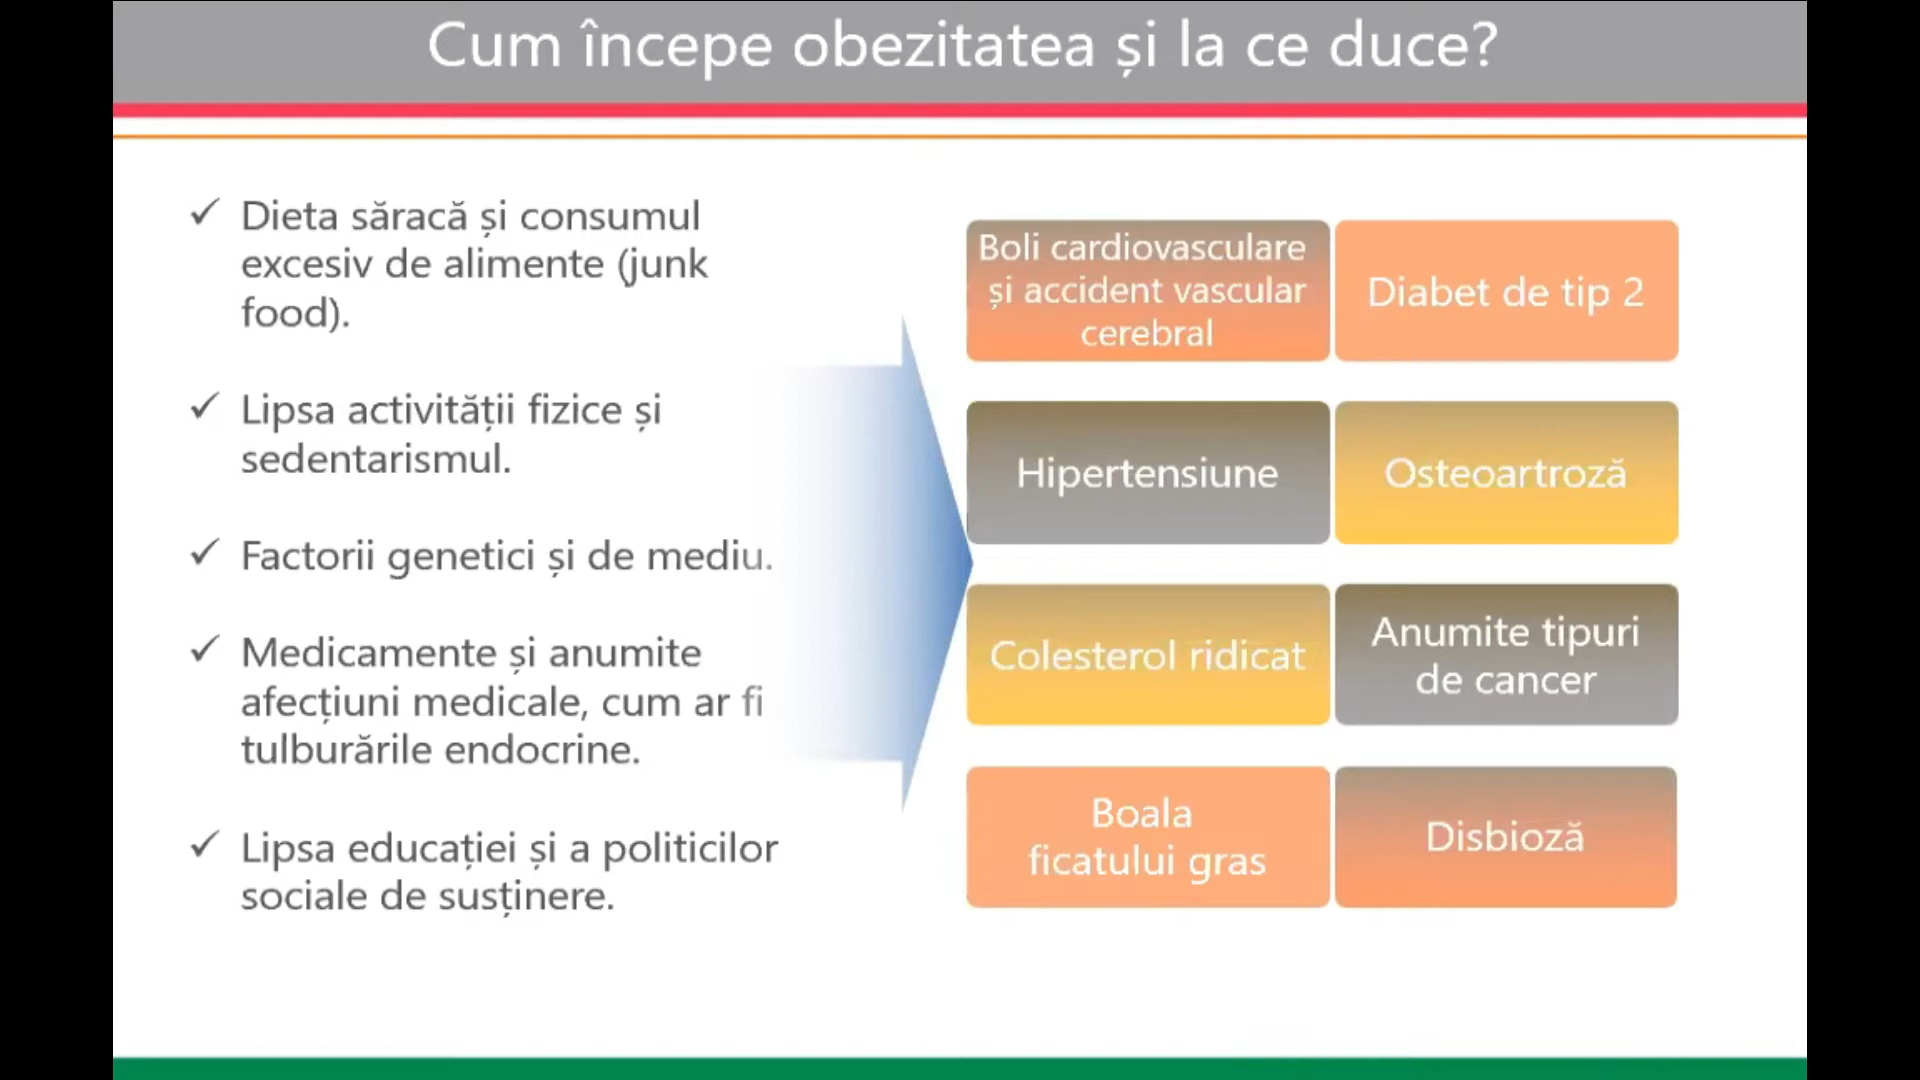 Cum începe obezitatea și la ce duce?
Dieta săracă și consumul
excesiv de alimente (junk
food).
Lipsa activității fizice și
sedentarismul.
Factorii genetici și de mediu.
Medicamente și anumite
afecțiuni medicale, cum ar fi
tulburările endocrine.
Lipsa educației și a politicilor
sociale de susținere.
Boli cardiovasculare
și accident vascular
cerebral
Diabet de tip 2
Hipertensiune
Osteoartroză
Colesterol ridicat
Anumite tipuri
de cancer
Boala
ficatului gras
Disbioză